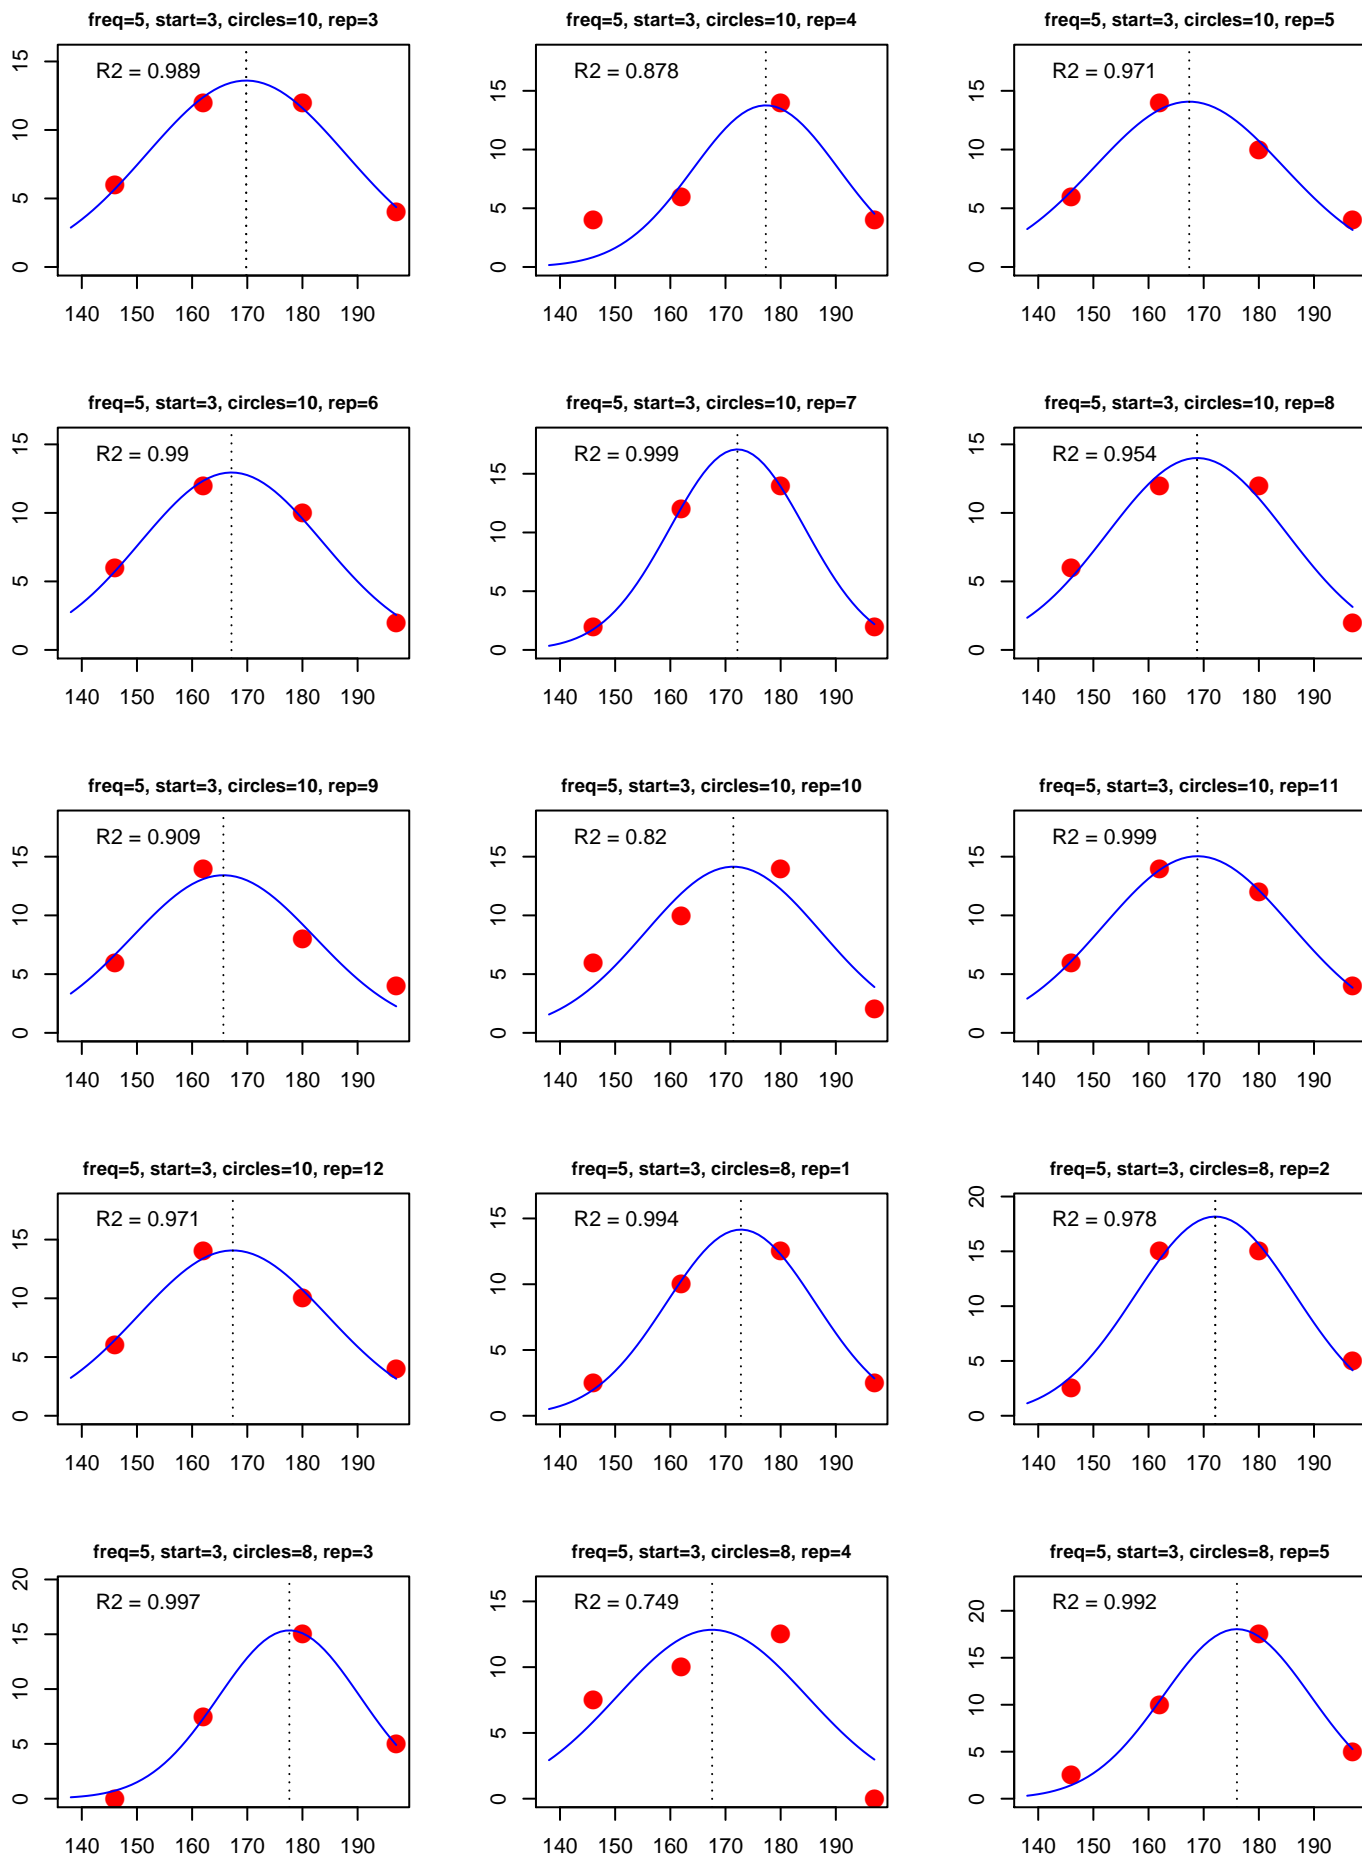 freq=5, start=3, circles=10, rep=3
R2 = 0.989
15
10
5
0
140 150 160 170 180 190
freq=5, start=3, circles=10, rep=4
R2 = 0.878
15
10
5
0
140 150 160 170 180 190
freq=5, start=3, circles=10, rep=5
R2 = 0.971
15
10
5
0
140 150 160 170 180 190
freq=5, start=3, circles=10, rep=6
R2 = 0.99
15
10
5
0
140 150 160 170 180 190
freq=5, start=3, circles=10, rep=7
R2 = 0.999
15
10
5
0
140 150 160 170 180 190
freq=5, start=3, circles=10, rep=8
R2 = 0.954
15
10
5
0
140 150 160 170 180 190
freq=5, start=3, circles=10, rep=9
R2 = 0.909
15
10
5
0
140 150 160 170 180 190
freq=5, start=3, circles=10, rep=10
R2 = 0.82
15
10
5
0
140 150 160 170 180 190
freq=5, start=3, circles=10, rep=11
R2 = 0.999
15
10
5
0
140 150 160 170 180 190
freq=5, start=3, circles=10, rep=12
R2 = 0.971
15
10
5
0
140 150 160 170 180 190
freq=5, start=3, circles=8, rep=1
R2 = 0.994
15
10
5
0
140 150 160 170 180 190
freq=5, start=3, circles=8, rep=2
R2 = 0.978
20
15
10
5
0
140 150 160 170 180 190
freq=5, start=3, circles=8, rep=3
R2 = 0.997
20
15
10
5
0
140 150 160 170 180 190
freq=5, start=3, circles=8, rep=4
R2 = 0.749
15
10
5
0
140 150 160 170 180 190
freq=5, start=3, circles=8, rep=5
R2 = 0.992
20
15
10
5
0
140 150 160 170 180 190